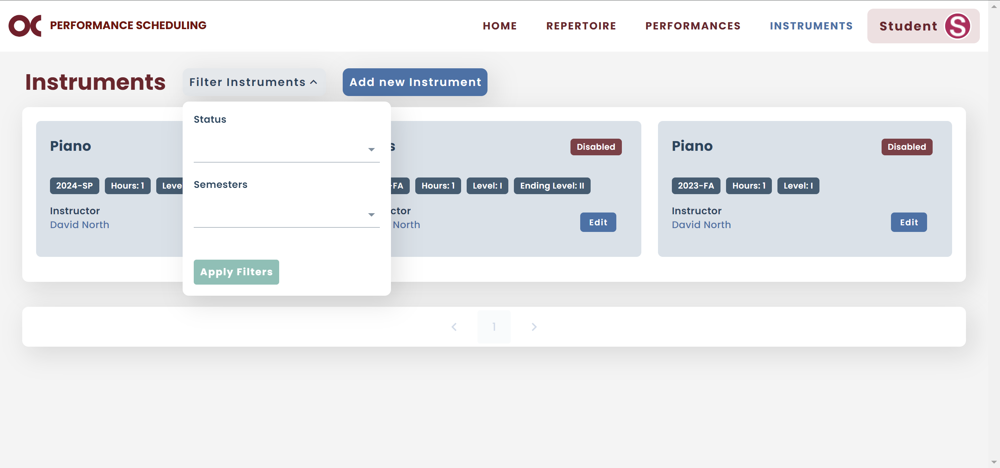 OC PERFORMANCE SCHEDULING
HOME REPERTOIRE PERFORMANCES INSTRUMENTS Student S
Instruments
Filter Instruments
Add new Instrument
Status
Semesters
Apply Filters
Piano
2024-SP Hours: 1
Instructor
David North
Disabled
-FA Hours: 1 Level: I Ending Level: II
North
Edit
Piano
Disabled
2023-FA Hours: 1 Level: I
Instructor
David North
Edit
1